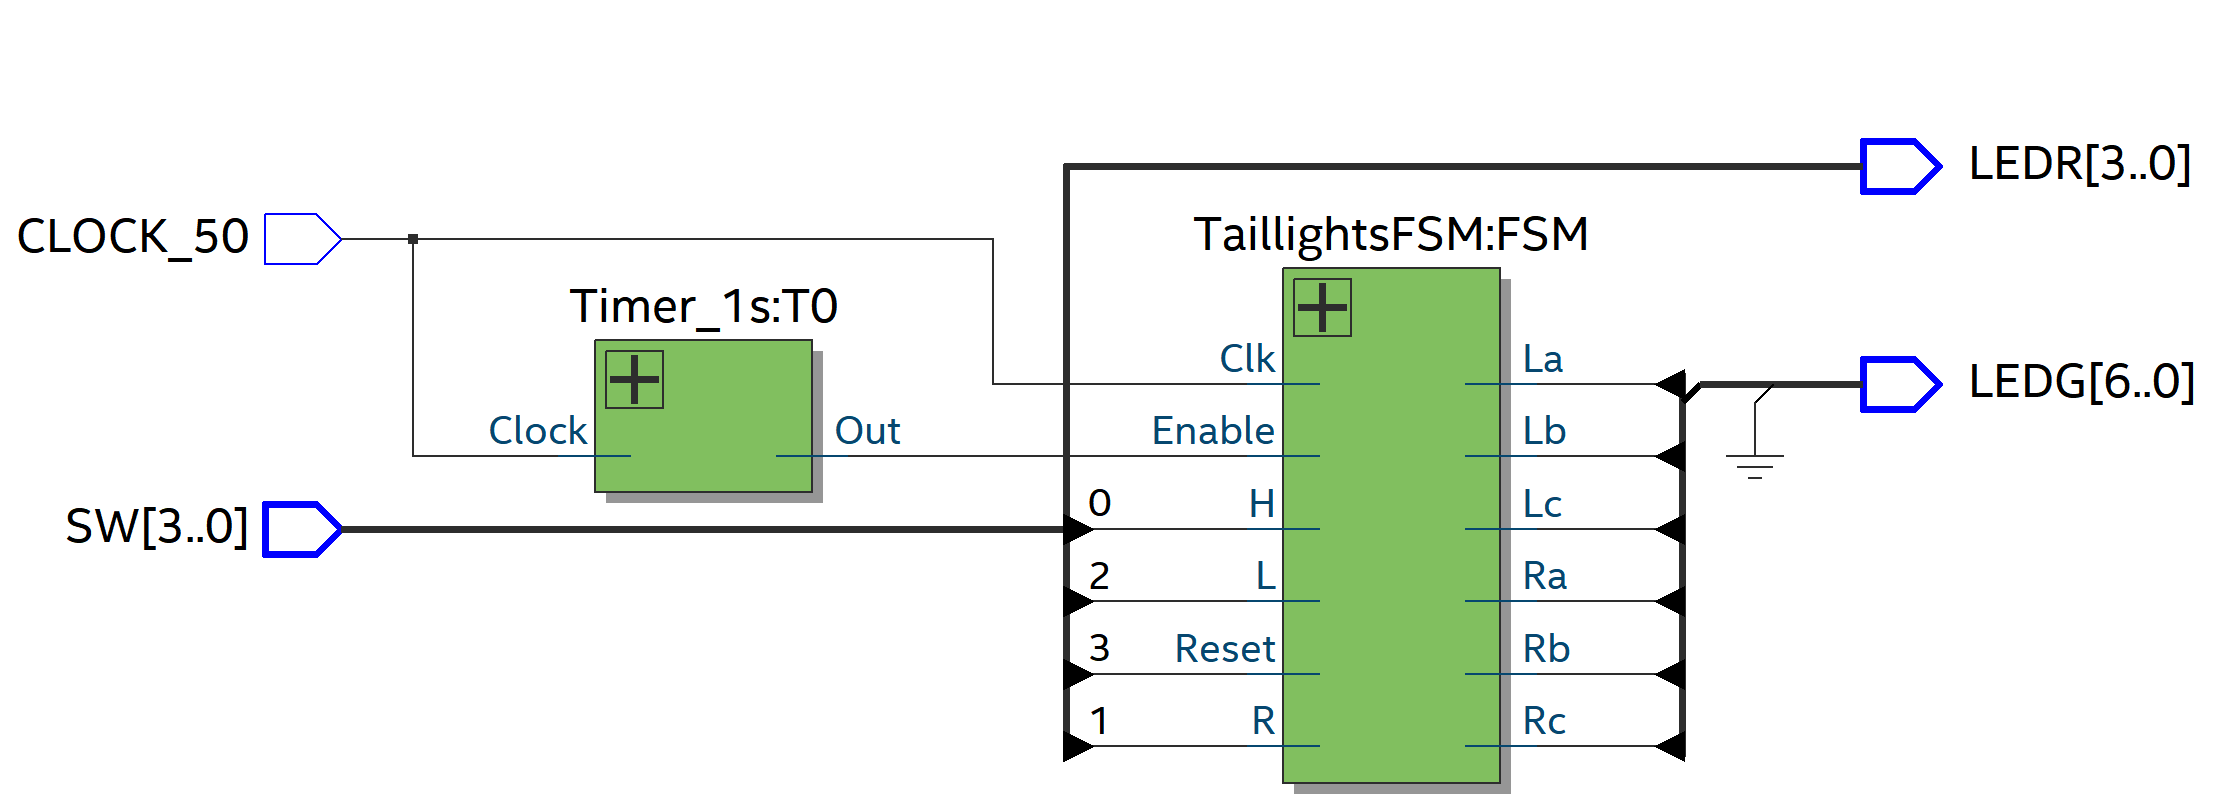 LEDR[3..0]
TaillightsFSM:FSM
CLOCK_50
Timer_1s:T0
Clk
La
LEDG[6..0]
Clock
Out
Enable
Lb
SW[3..0]
0
H
Lc
2
L
Ra
3
Reset
Rb
1
R
Rc